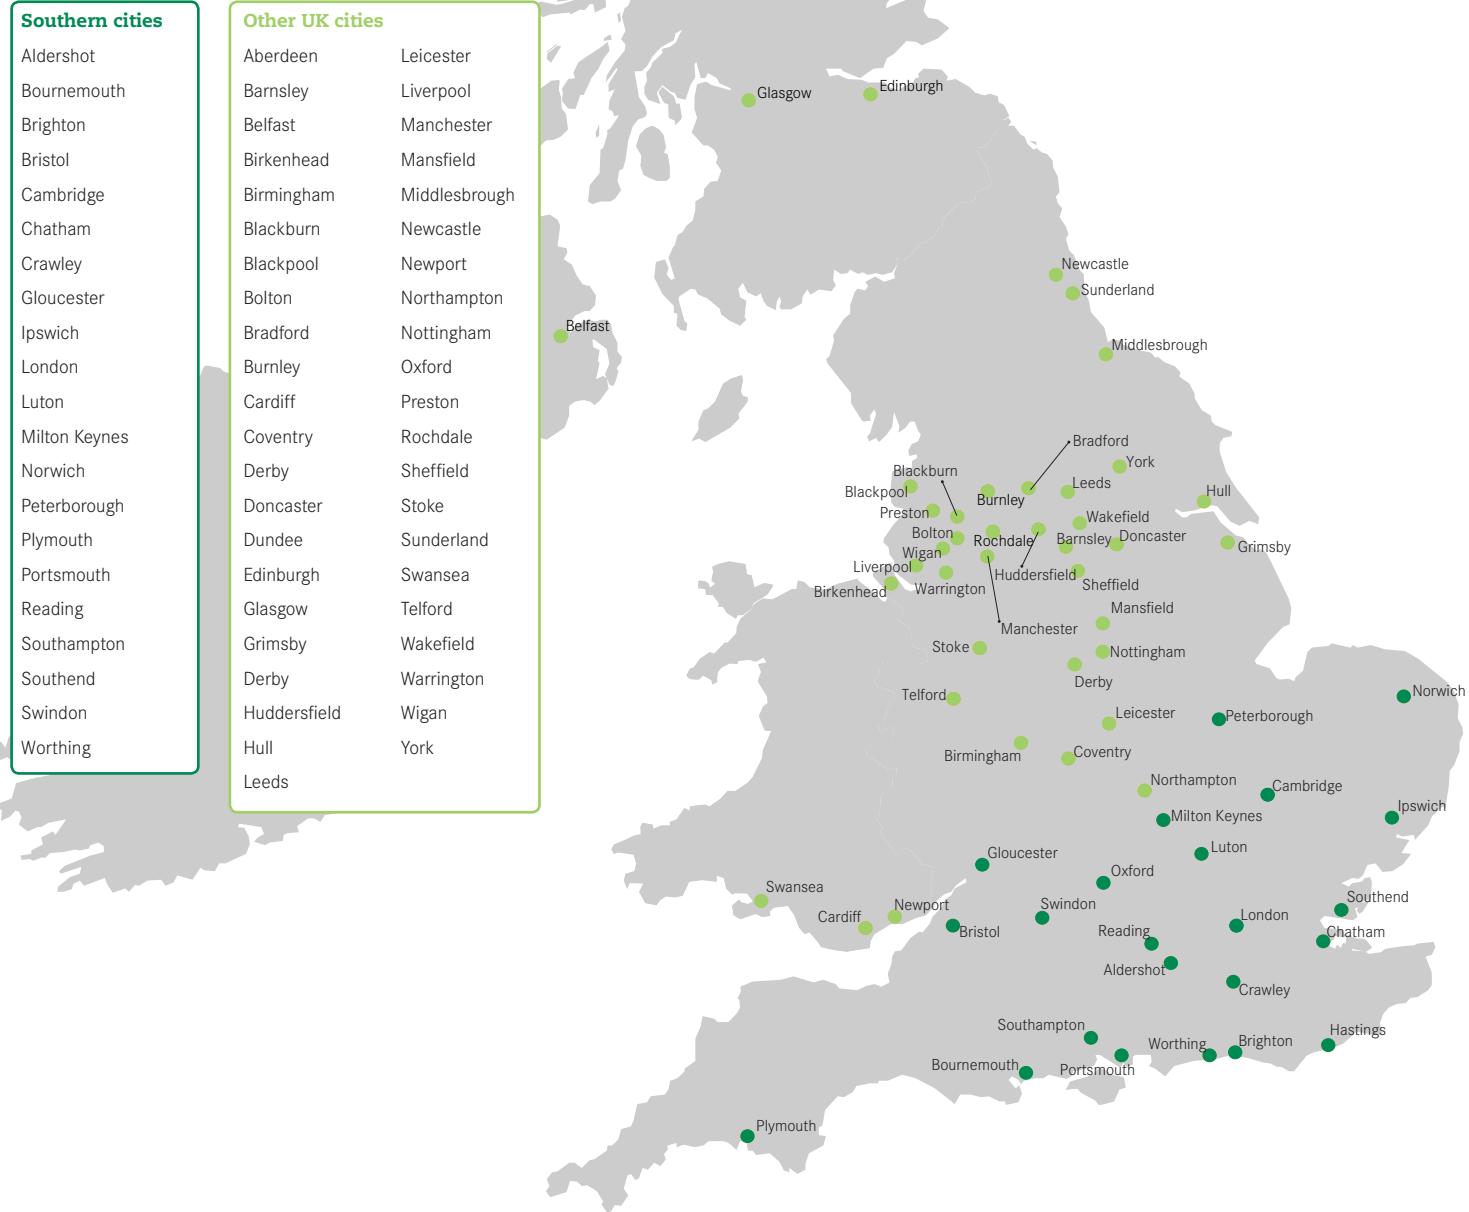 Southern cities
Aldershot
Bournemouth
Brighton
Bristol
Cambridge
Chatham
Crawley
Gloucester
Ipswich
London
Luton
Milton Keynes
Norwich
Peterborough
Plymouth
Portsmouth
Reading
Southampton
Southend
Swindon
Worthing
Other UK cities
Aberdeen
Barnsley
Belfast
Birkenhead
Birmingham
Blackburn
Blackpool
Bolton
Bradford
Burnley
Cardiff
Coventry
Derby
Doncaster
Dundee
Edinburgh
Glasgow
Grimsby
Derby
Huddersfield
Hull
Leeds
Leicester
Liverpool
Manchester
Mansfield
Middlesbrough
Newcastle
Newport
Northampton
Nottingham
Oxford
Preston
Rochdale
Sheffield
Stoke
Sunderland
Swansea
Telford
Wakefield
Warrington
Wigan
York
Glasgow
Edinburgh
Newcastle
Sunderland
Belfast
Middlesbrough
Bradford
York
Blackburn
Leeds
Blackpool
Hull
Burnley
Preston
Wakefield
Bolton
Rochdale
Barnsley
Doncaster
Grimsby
Wigan
Liverpool
Huddersfield
Birkenhead
Warrington
Sheffield
Mansfield
Manchester
Stoke
Nottingham
Derby
Norwich
Telford
Leicester
Peterborough
Birmingham
Coventry
Northampton
Cambridge
Ipswich
Milton Keynes
Luton
Gloucester
Oxford
Swansea
Southend
Newport
Swindon
Cardiff
London
Bristol
Reading
Chatham
Aldershot
Crawley
Southampton
Hastings
Worthing
Brighton
Bournemouth
Portsmouth
Plymouth